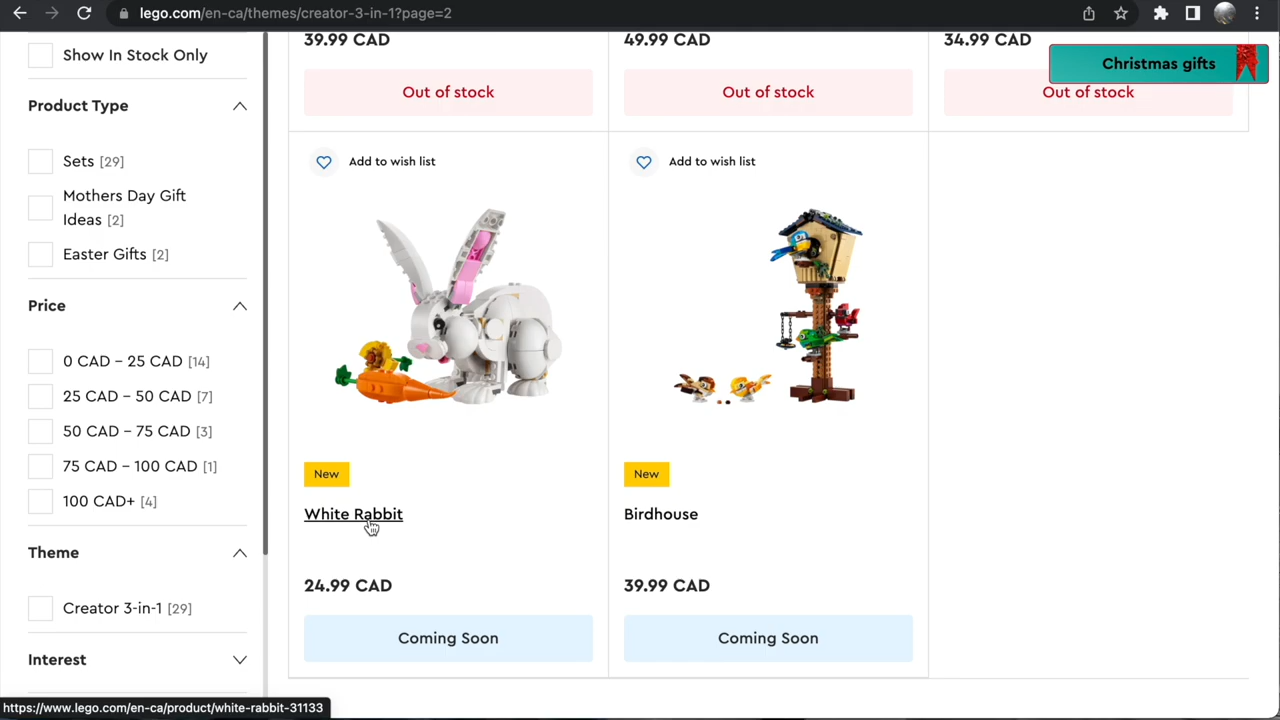 lego.com/en-ca/themes/creator-3-in-1?page=2
Show In Stock Only
Product Type
Sets [29]
Mothers Day Gift
Ideas [2]
Easter Gifts [2]
Price
0 CAD – 25 CAD [14]
25 CAD – 50 CAD [7]
50 CAD – 75 CAD [3]
75 CAD – 100 CAD [1]
100 CAD+ [4]
Theme
Creator 3-in-1 [29]
Interest
39.99 CAD
49.99 CAD
34.99 CAD
Christmas gifts
Out of stock
Out of stock
Out of stock
Add to wish list
Add to wish list
New
New
White Rabbit
Birdhouse
24.99 CAD
39.99 CAD
Coming Soon
Coming Soon
https://www.lego.com/en-ca/product/white-rabbit-31133